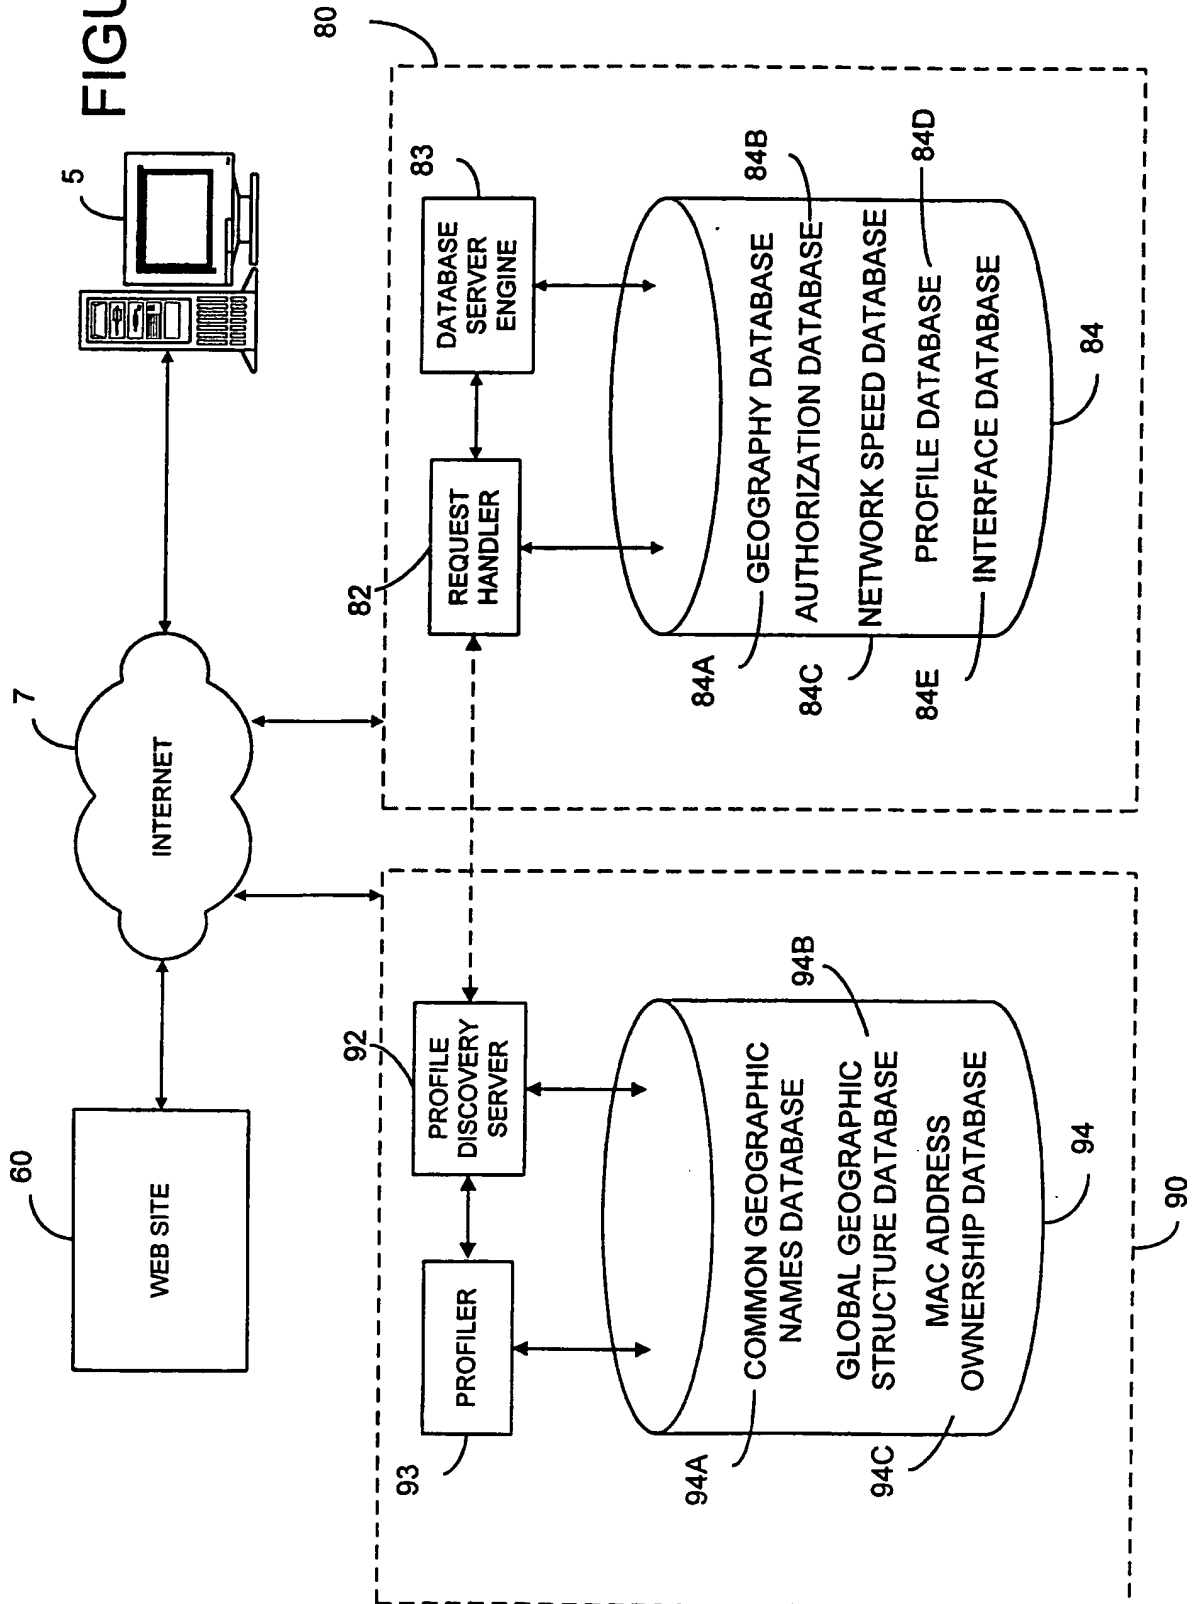 60
7
5
FIGU
WEB SITE
INTERNET
80
93
92
82
83
PROFILER
PROFILE
DISCOVERY
SERVER
REQUEST
HANDLER
DATABASE
SERVER
ENGINE
94A
COMMON GEOGRAPHIC
NAMES DATABASE
94B
GLOBAL GEOGRAPHIC
STRUCTURE DATABASE
94C
MAC ADDRESS
OWNERSHIP DATABASE
94
90
84A
GEOGRAPHY DATABASE
84B
AUTHORIZATION DATABASE
84C
NETWORK SPEED DATABASE
84D
PROFILE DATABASE
84E
INTERFACE DATABASE
84